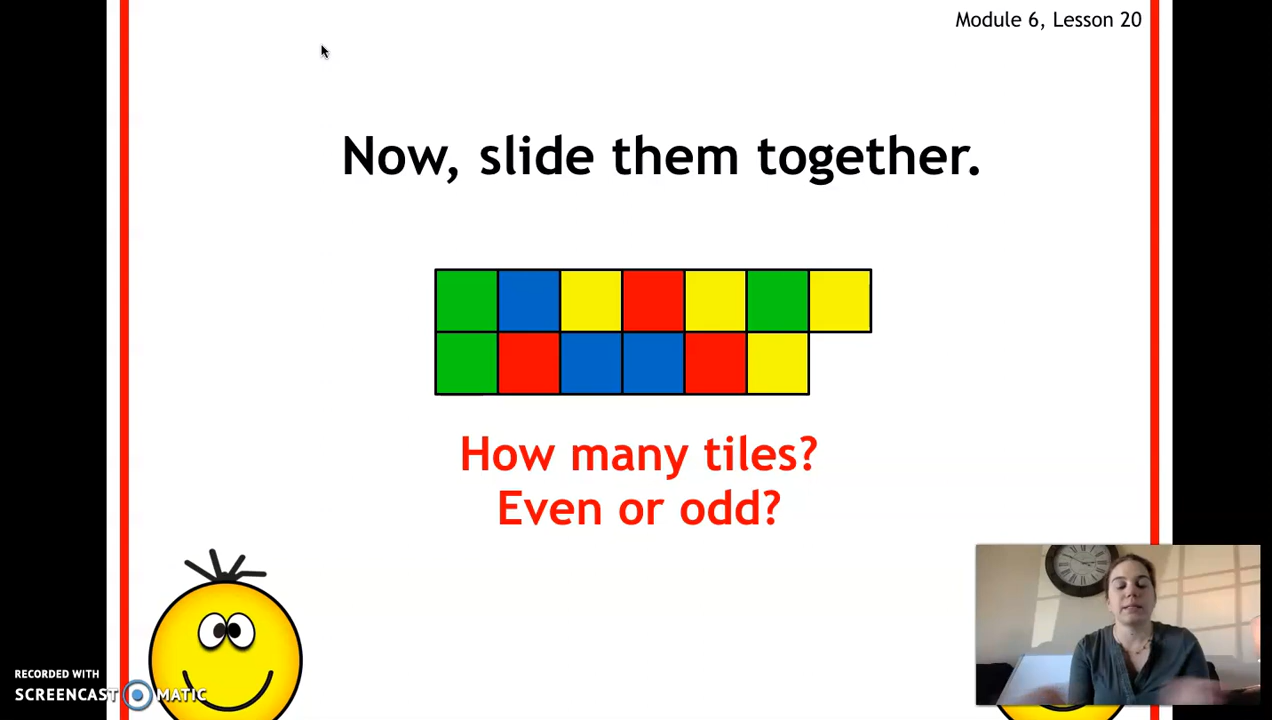 Module 6, Lesson 20
Now, slide them together.
How many tiles?
Even or odd?
RECORDED WITH
SCREENCAST MATIC